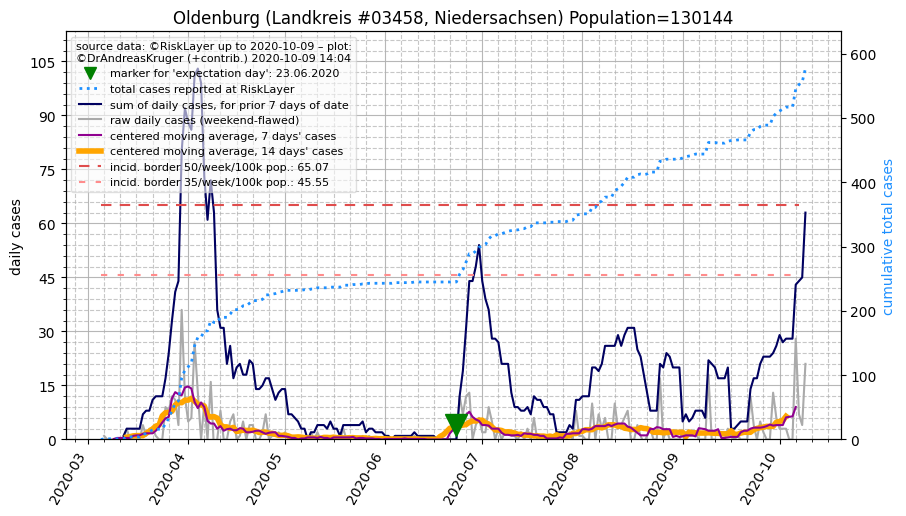 Oldenburg (Landkreis #03458, Niedersachsen) Population=130144
source data: ©RiskLayer up to 2020-10-09 – plot:
©DrAndreasKruger (+contrib.) 2020-10-09 14:04
marker for 'expectation day': 23.06.2020
total cases reported at RiskLayer
sum of daily cases, for prior 7 days of date
raw daily cases (weekend-flawed)
centered moving average, 7 days' cases
centered moving average, 14 days' cases
incid. border 50/week/100k pop.: 65.07
incid. border 35/week/100k pop.: 45.55
daily cases
105
90
75
60
45
30
15
0
600
500
400
300
200
100
0
cumulative total cases
2020-03
2020-04
2020-05
2020-06
2020-07
2020-08
2020-09
2020-10